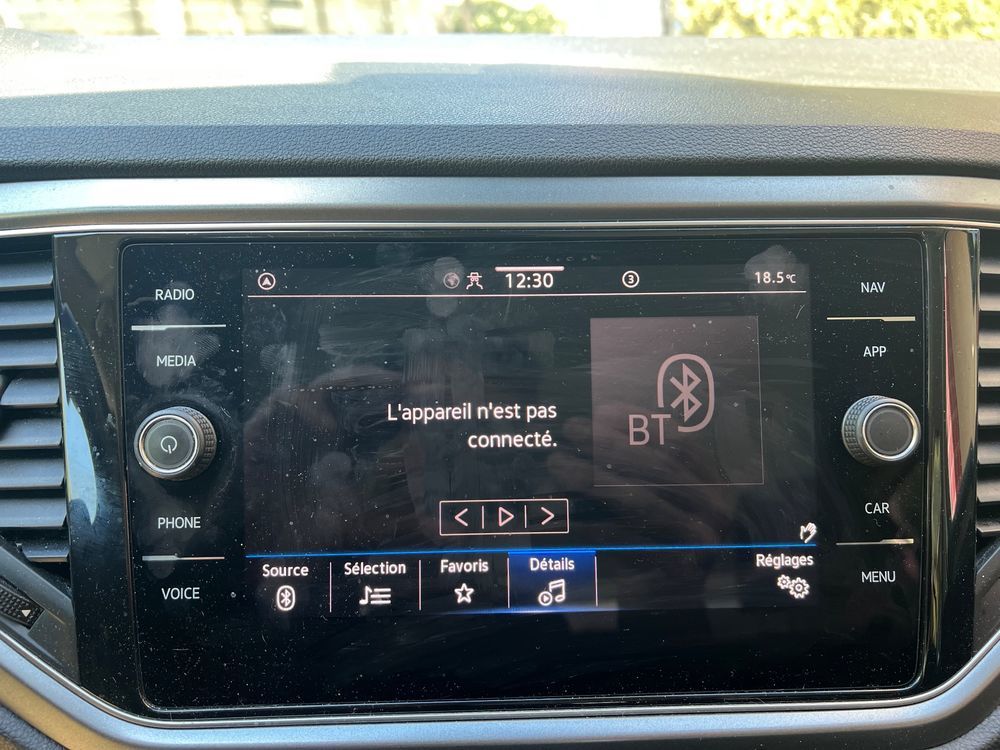 RADIO
MEDIA
PHONE
VOICE
12:30
3
18.5°C
L'appareil n'est pas
connecté.
BT
Source
Sélection
Favoris
Détails
Réglages
NAV
APP
CAR
MENU